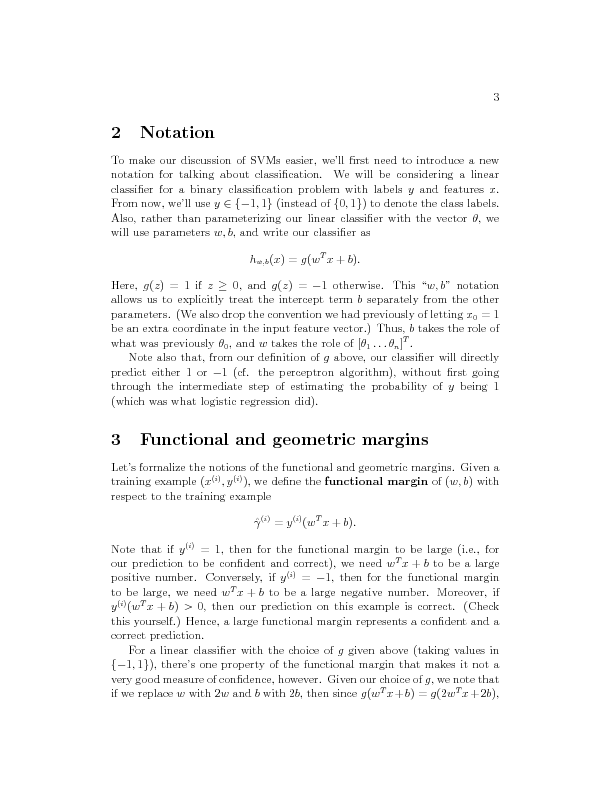 3
2 Notation
To make our discussion of SVMs easier, we'll first need to introduce a new
notation for talking about classification. We will be considering a linear
classifier for a binary classification problem with labels y and features x.
From now, we'll use y ∈ {−1, 1} (instead of {0, 1}) to denote the class labels.
Also, rather than parameterizing our linear classifier with the vector θ, we
will use parameters w, b, and write our classifier as
h_{w,b}(x) = g(w^T x + b).
Here, g(z) = 1 if z ≥ 0, and g(z) = −1 otherwise. This “w, b” notation
allows us to explicitly treat the intercept term b separately from the other
parameters. (We also drop the convention we had previously of letting x_0 = 1
be an extra coordinate in the input feature vector.) Thus, b takes the role of
what was previously θ_0, and w takes the role of [θ_1 . . . θ_n]^T.
Note also that, from our definition of g above, our classifier will directly
predict either 1 or −1 (cf. the perceptron algorithm), without first going
through the intermediate step of estimating the probability of y being 1
(which was what logistic regression did).
3 Functional and geometric margins
Let's formalize the notions of the functional and geometric margins. Given a
training example (x^{(i)}, y^{(i)}), we define the functional margin of (w, b) with
respect to the training example
γ̂^{(i)} = y^{(i)}(w^T x + b).
Note that if y^{(i)} = 1, then for the functional margin to be large (i.e., for
our prediction to be confident and correct), we need w^T x + b to be a large
positive number. Conversely, if y^{(i)} = −1, then for the functional margin
to be large, we need w^T x + b to be a large negative number. Moreover, if
y^{(i)}(w^T x + b) > 0, then our prediction on this example is correct. (Check
this yourself.) Hence, a large functional margin represents a confident and a
correct prediction.
For a linear classifier with the choice of g given above (taking values in
{−1, 1}), there's one property of the functional margin that makes it not a
very good measure of confidence, however. Given our choice of g, we note that
if we replace w with 2w and b with 2b, then since g(w^T x+b) = g(2w^T x+2b),